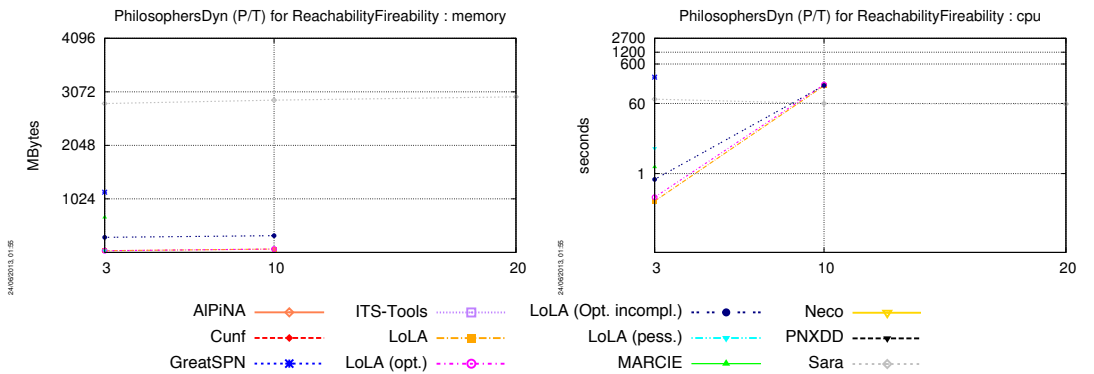 PhilosophersDyn (P/T) for ReachabilityFireability : memory
4096
3072
2048
1024
MBytes
3
10
20
24/06/2013, 01:55
PhilosophersDyn (P/T) for ReachabilityFireability : cpu
2700
1200
600
60
1
seconds
3
10
20
24/06/2013, 01:55
AlPiNA
Cunf
GreatSPN
ITS-Tools
LoLA
LoLA (opt.)
LoLA (Opt. incompl.)
LoLA (pess.)
MARCIE
Neco
PNXDD
Sara